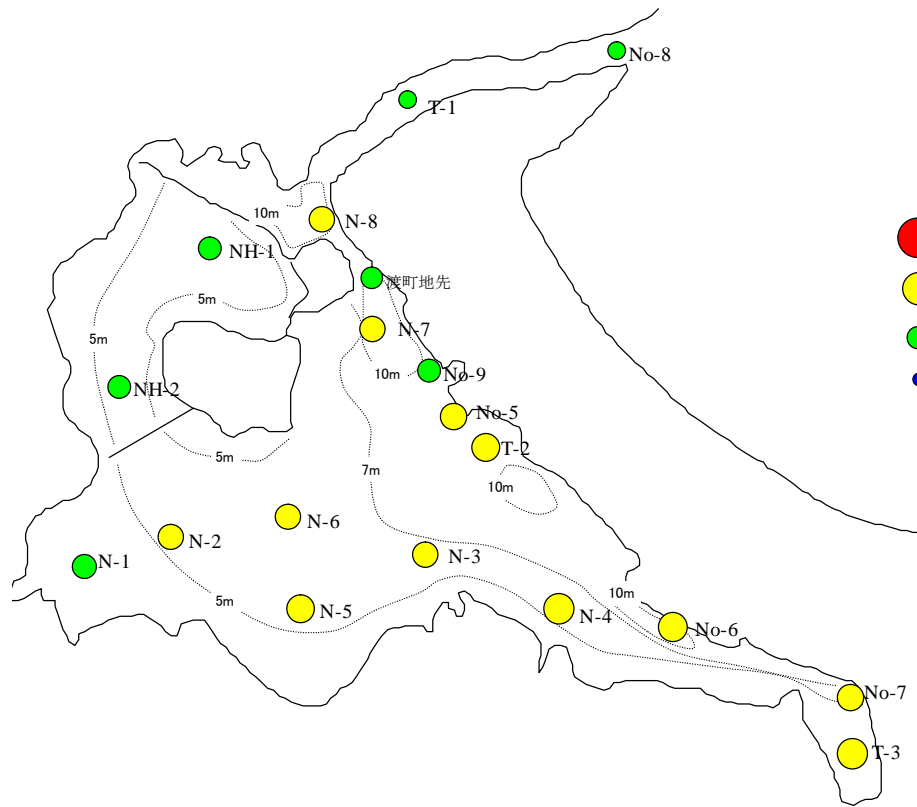 No-8
T-1
10m
N-8
NH-1
渡町地先
5m
N-7
5m
10m
No-9
NH-2
No-5
T-2
5m
7m
10m
N-6
N-2
N-3
N-1
10m
5m
N-5
N-4
No-6
No-7
T-3